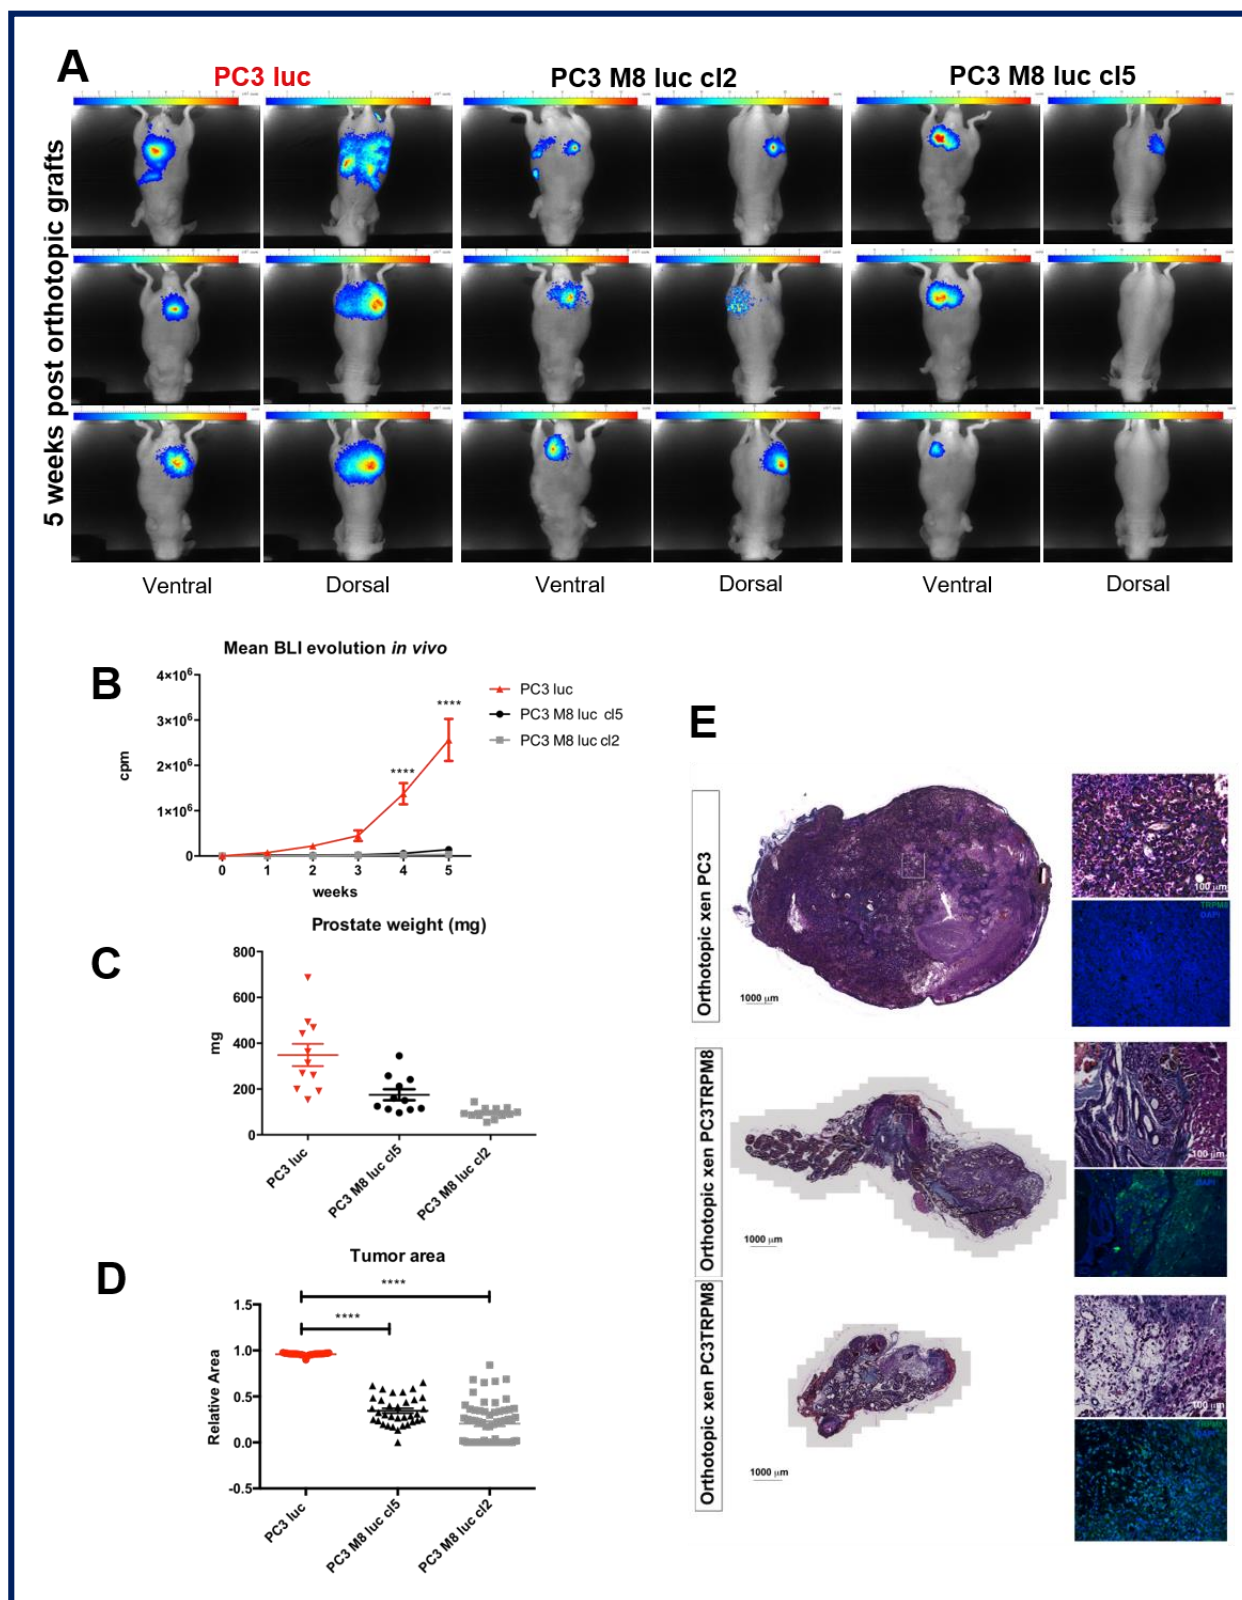 A
PC3 luc
PC3 M8 luc cl2
PC3 M8 luc cl5
5 weeks post orthotopic grafts
Ventral
Dorsal
Ventral
Dorsal
Ventral
Dorsal
B
Mean BLI evolution in vivo
4×10⁶
3×10⁶
2×10⁶
1×10⁶
0
cpm
****
****
0 1 2 3 4 5
weeks
PC3 luc
PC3 M8 luc cl5
PC3 M8 luc cl2
C
Prostate weight (mg)
800
600
400
200
0
mg
PC3 luc
PC3 M8 luc cl5
PC3 M8 luc cl2
D
Tumor area
****
****
1.5
1.0
0.5
0.0
-0.5
Relative Area
PC3 luc
PC3 M8 luc cl5
PC3 M8 luc cl2
E
Orthotopic xen PC3
1000 µm
100 µm
TRPM8
DAPI
Orthotopic xen PC3TRPM8
1000 µm
100 µm
TRPM8
DAPI
Orthotopic xen PC3TRPM8
1000 µm
100 µm
TRPM8
DAPI